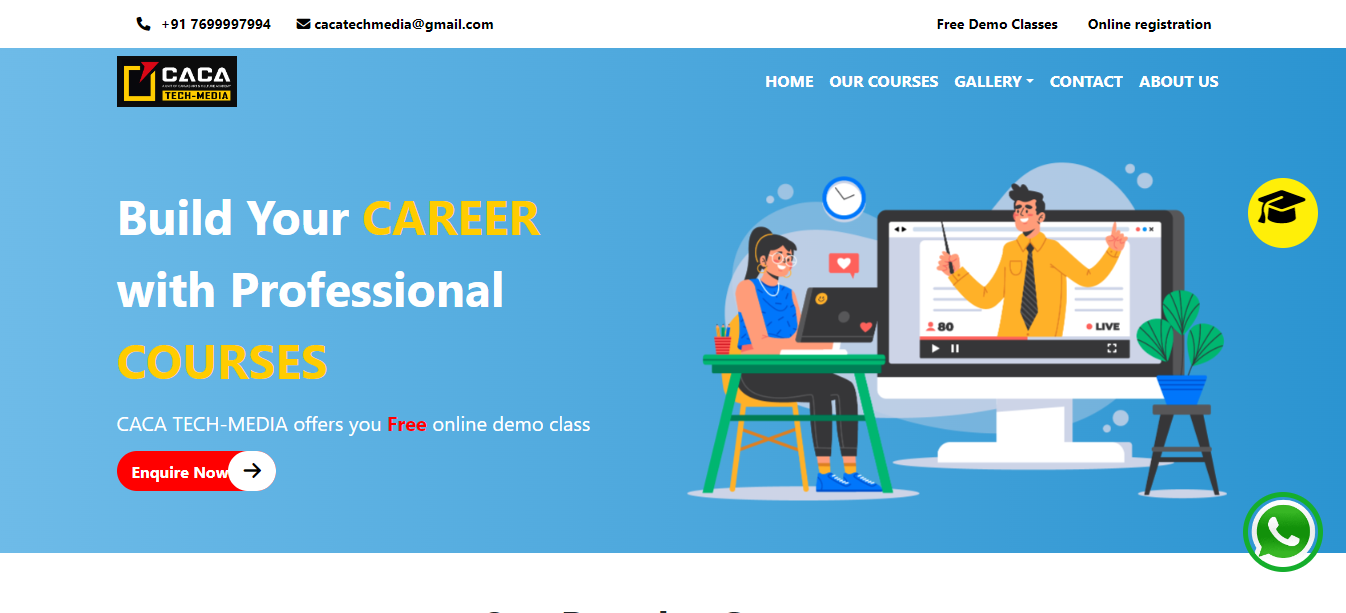 +91 7699997994
cacatechmedia@gmail.com
Free Demo Classes
Online registration
CACA
TECH-MEDIA
HOME
OUR COURSES
GALLERY
CONTACT
ABOUT US
Build Your CAREER
with Professional
COURSES
CACA TECH-MEDIA offers you Free online demo class
Enquire Now
80
LIVE